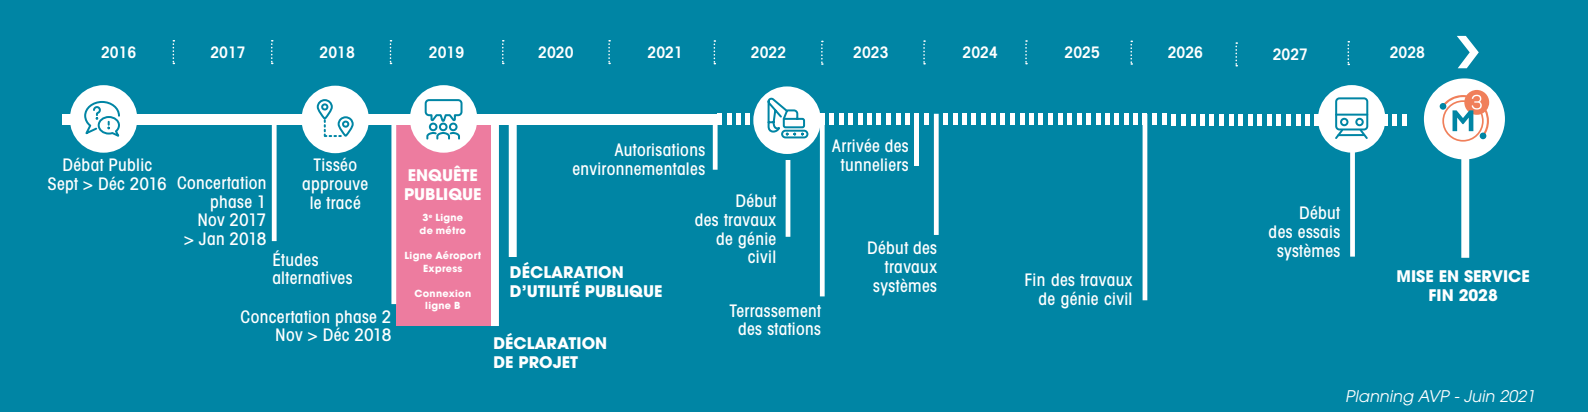 2016 2017 2018 2019 2020 2021 2022 2023 2024 2025 2026 2027 2028
? !
M 3
Débat Public
Sept > Déc 2016
Concertation
phase 1
Nov 2017
> Jan 2018
Études
alternatives
Tisséo
approuve
le tracé
Concertation phase 2
Nov > Déc 2018
ENQUÊTE
PUBLIQUE
3e Ligne
de métro
Ligne Aéroport
Express
Connexion
ligne B
DÉCLARATION
DE PROJET
DÉCLARATION
D'UTILITÉ PUBLIQUE
Autorisations
environnementales
Début
des travaux
de génie
civil
Terrassement
des stations
Arrivée des
tunneliers
Début des
travaux
systèmes
Fin des travaux
de génie civil
Début
des essais
systèmes
MISE EN SERVICE
FIN 2028
Planning AVP - Juin 2021